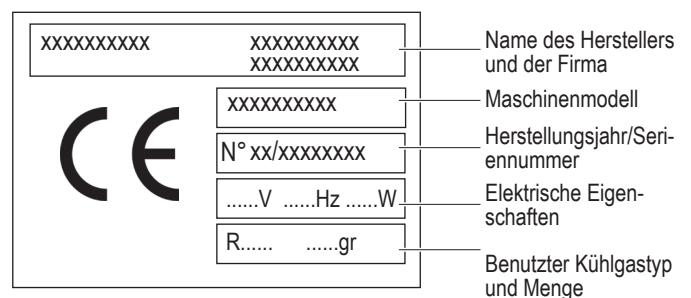 xxxxxxxxxx xxxxxxxxxx
xxxxxxxxxx
Name des Herstellers
und der Firma
CE
xxxxxxxxxx
Maschinenmodell
N° xx/xxxxxxxx
Herstellungsjahr/Seri-
ennummer
......V ......Hz ......W
Elektrische Eigen-
schaften
R...... ......gr
Benutzter Kühlgastyp
und Menge